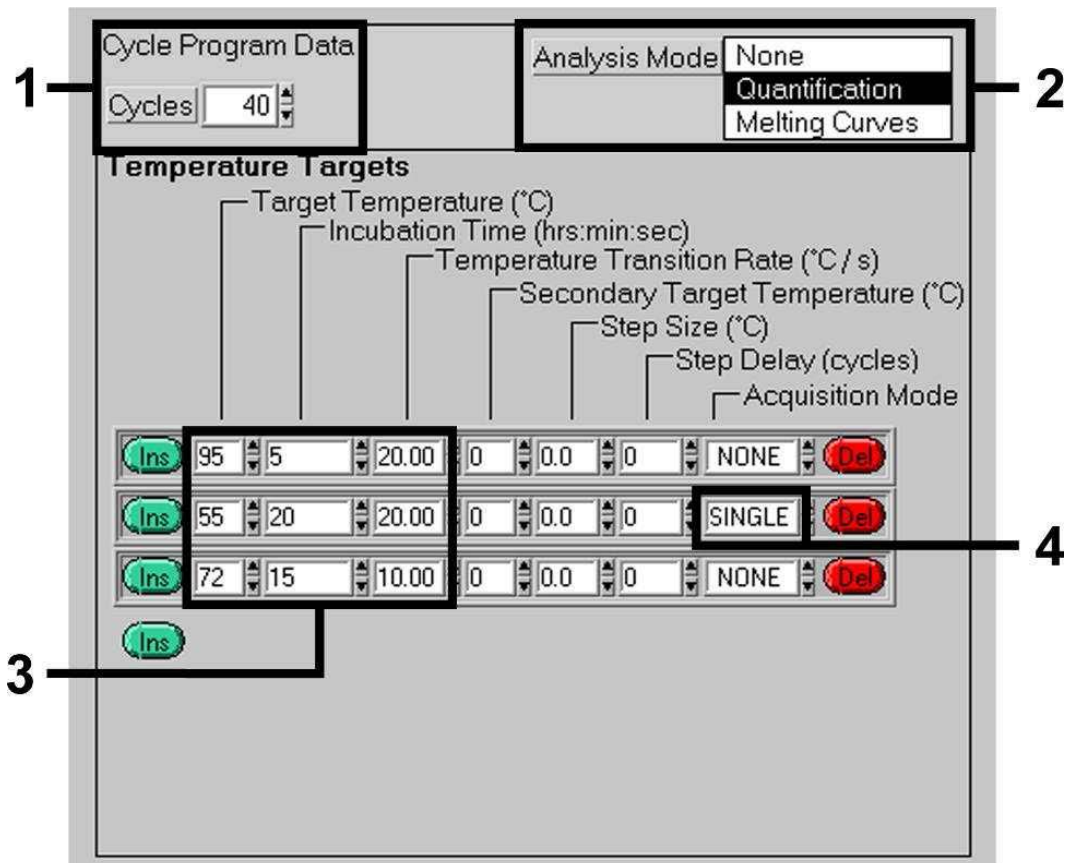 Cycle Program Data
Cycles 40
Analysis Mode
None
Quantification
Melting Curves
1
2
Temperature Targets
Target Temperature (°C)
Incubation Time (hrs:min:sec)
Temperature Transition Rate (°C / s)
Secondary Target Temperature (°C)
Step Size (°C)
Step Delay (cycles)
Acquisition Mode
Ins 95 5 20.00 0 0.0 0 NONE Del
Ins 55 20 20.00 0 0.0 0 SINGLE Del
4
Ins 72 15 10.00 0 0.0 0 NONE Del
Ins
3